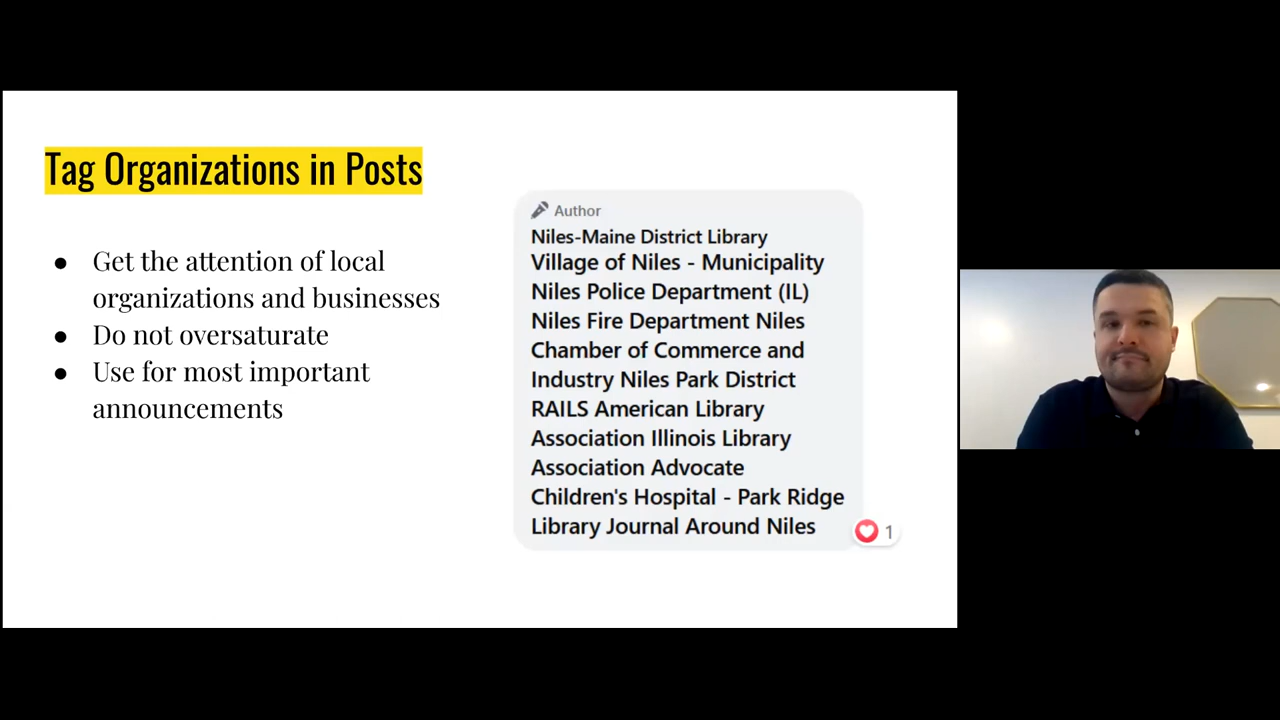 Tag Organizations in Posts
● Get the attention of local
organizations and businesses
● Do not oversaturate
● Use for most important
announcements
Author
Niles-Maine District Library
Village of Niles - Municipality
Niles Police Department (IL)
Niles Fire Department Niles
Chamber of Commerce and
Industry Niles Park District
RAILS American Library
Association Illinois Library
Association Advocate
Children's Hospital - Park Ridge
Library Journal Around Niles
1